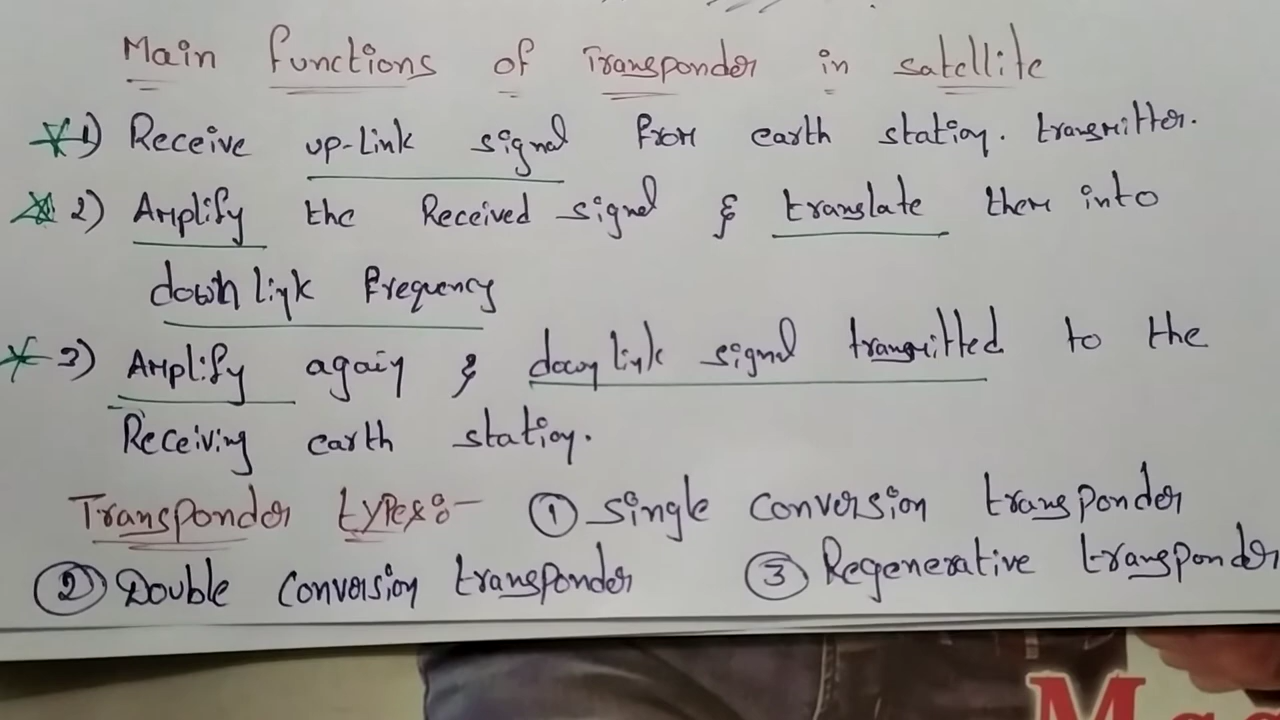 Main functions of Transponder in satellite
1) Receive up-link signal from earth station. transmitter.
2) Amplify the Received signal & translate them into
down link frequency
3) Amplify again & down link signal transmitted to the
Receiving earth station.
Transponder types:- ① Single conversion transponder
② Double conversion transponder ③ Regenerative transponder